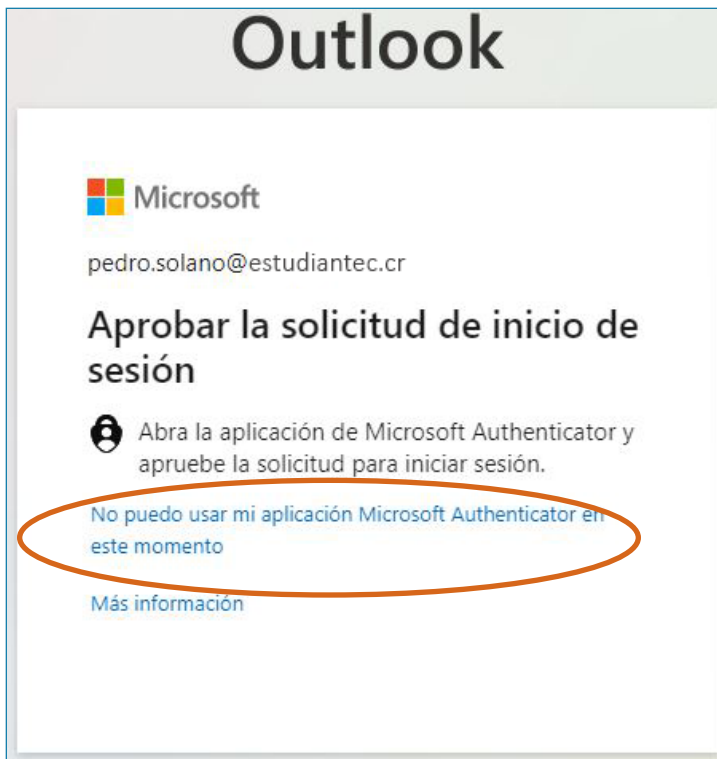 Outlook
Microsoft
pedro.solano@estudiantec.cr
Aprobar la solicitud de inicio de
sesión
Abra la aplicación de Microsoft Authenticator y
apruebe la solicitud para iniciar sesión.
No puedo usar mi aplicación Microsoft Authenticator en
este momento
Más información